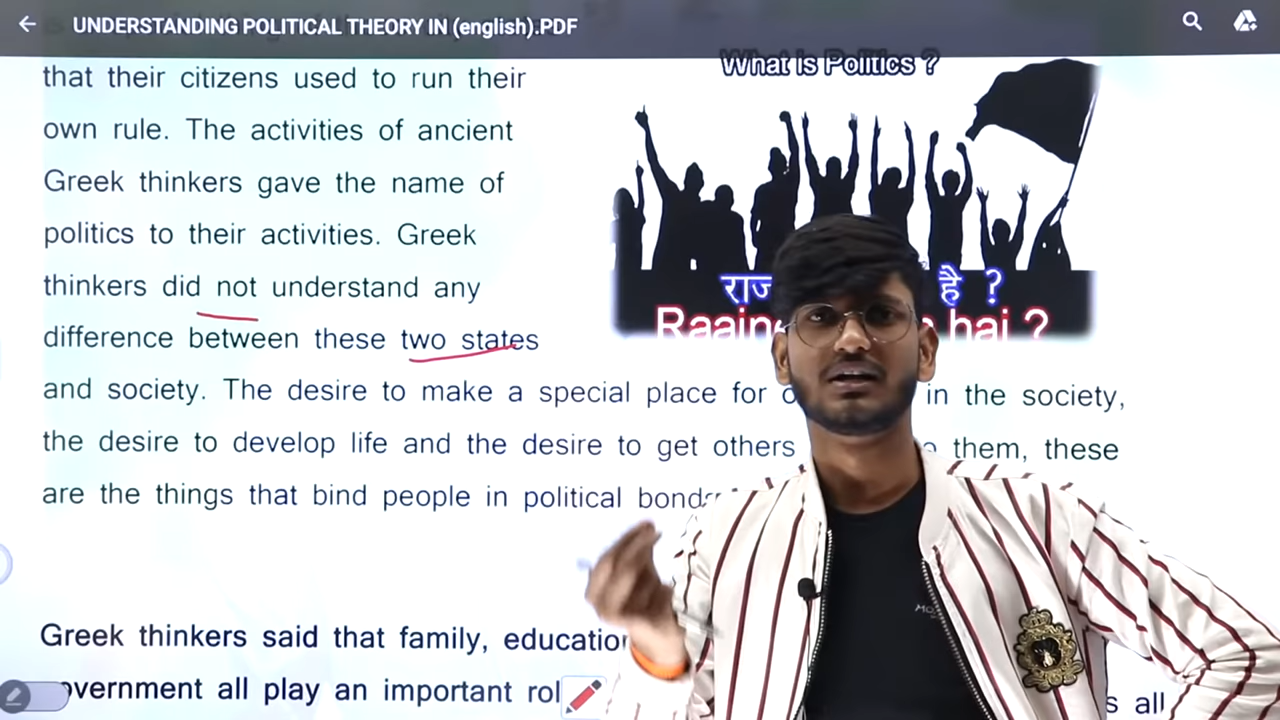 UNDERSTANDING POLITICAL THEORY IN (english).PDF
What is Politics ?
that their citizens used to run their
own rule. The activities of ancient
Greek thinkers gave the name of
politics to their activities. Greek
thinkers did not understand any
difference between these two states
है ?
hai ?
and society. The desire to make a special place for in the society,
the desire to develop life and the desire to get others them, these
are the things that bind people in political
Greek thinkers said that family,
all play an important
all